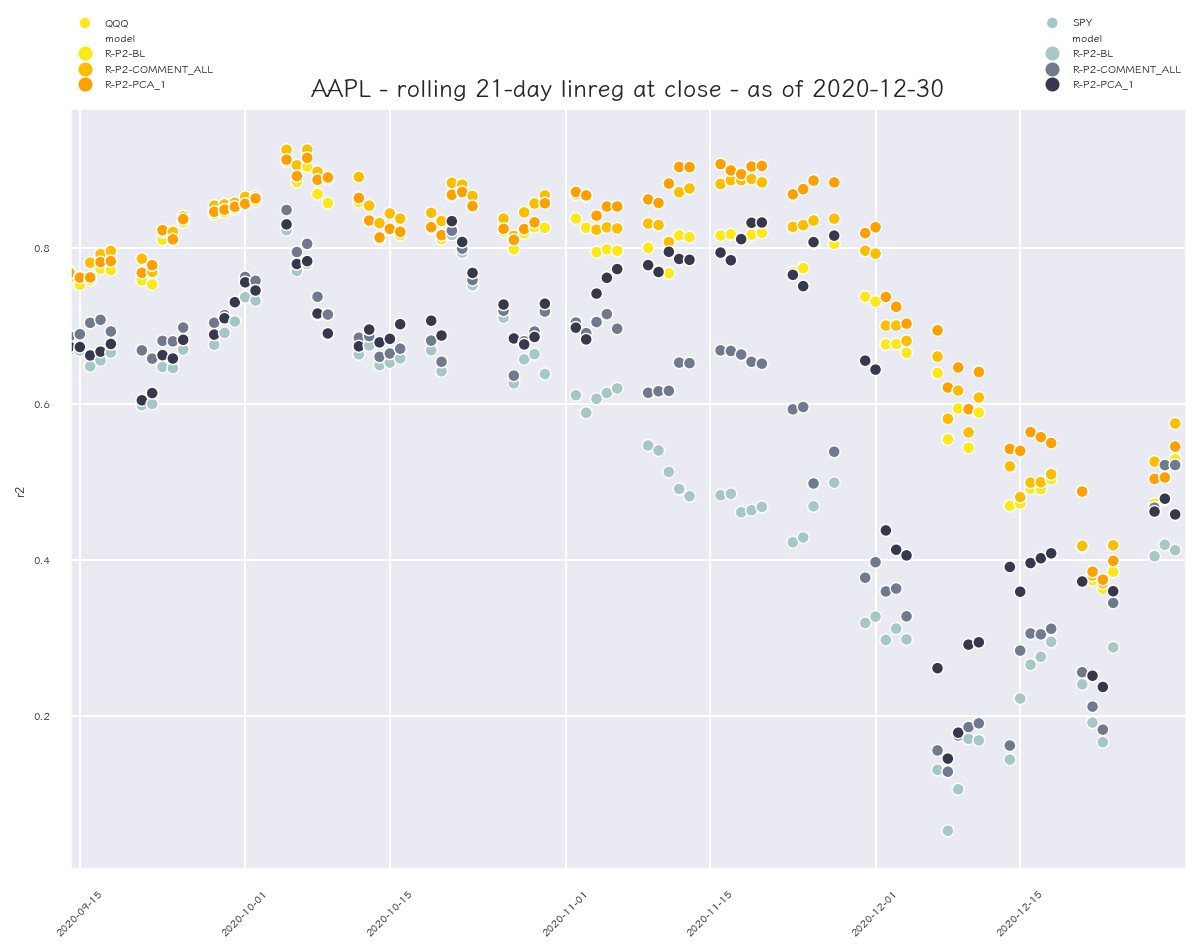 QQQ
model
R-P2-BL
R-P2-COMMENT_ALL
R-P2-PCA_1
SPY
model
R-P2-BL
R-P2-COMMENT_ALL
R-P2-PCA_1
AAPL - rolling 21-day linreg at close - as of 2020-12-30
r2
0.8
0.6
0.4
0.2
2020-09-15
2020-10-01
2020-10-15
2020-11-01
2020-11-15
2020-12-01
2020-12-15